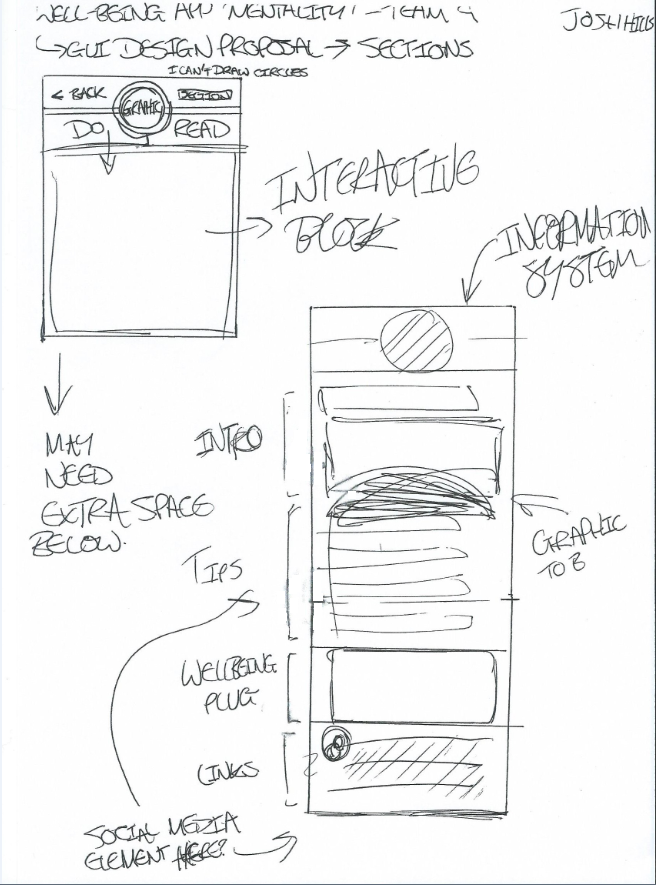 WELL-BEING APP 'MENTALITY' - TEAM 4
JOSH HILLS
↳GUI DESIGN PROPOSAL → SECTIONS
I CAN'T DRAW CIRCLES
< BACK
GRAPHIC
SECTION
DO
READ
INTERACTIVE
BLOCK
INFORMATION
SYSTEM
MAY
NEED
EXTRA SPACE
BELOW.
INTRO
GRAPHIC
TO B
TIPS
WELLBEING
PLUG
LINKS
SOCIAL MEDIA
ELEMENT HERE?